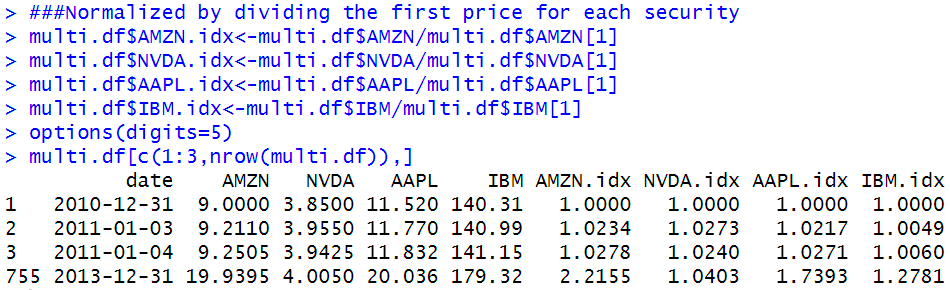 > ###Normalized by dividing the first price for each security
> multi.df$AMZN.idx<-multi.df$AMZN/multi.df$AMZN[1]
> multi.df$NVDA.idx<-multi.df$NVDA/multi.df$NVDA[1]
> multi.df$AAPL.idx<-multi.df$AAPL/multi.df$AAPL[1]
> multi.df$IBM.idx<-multi.df$IBM/multi.df$IBM[1]
> options(digits=5)
> multi.df[c(1:3,nrow(multi.df)),]
          date    AMZN   NVDA   AAPL    IBM AMZN.idx NVDA.idx AAPL.idx IBM.idx
1   2010-12-31  9.0000 3.8500 11.520 140.31   1.0000   1.0000   1.0000  1.0000
2   2011-01-03  9.2110 3.9550 11.770 140.99   1.0234   1.0273   1.0217  1.0049
3   2011-01-04  9.2505 3.9425 11.832 141.15   1.0278   1.0240   1.0271  1.0060
755 2013-12-31 19.9395 4.0050 20.036 179.32   2.2155   1.0403   1.7393  1.2781